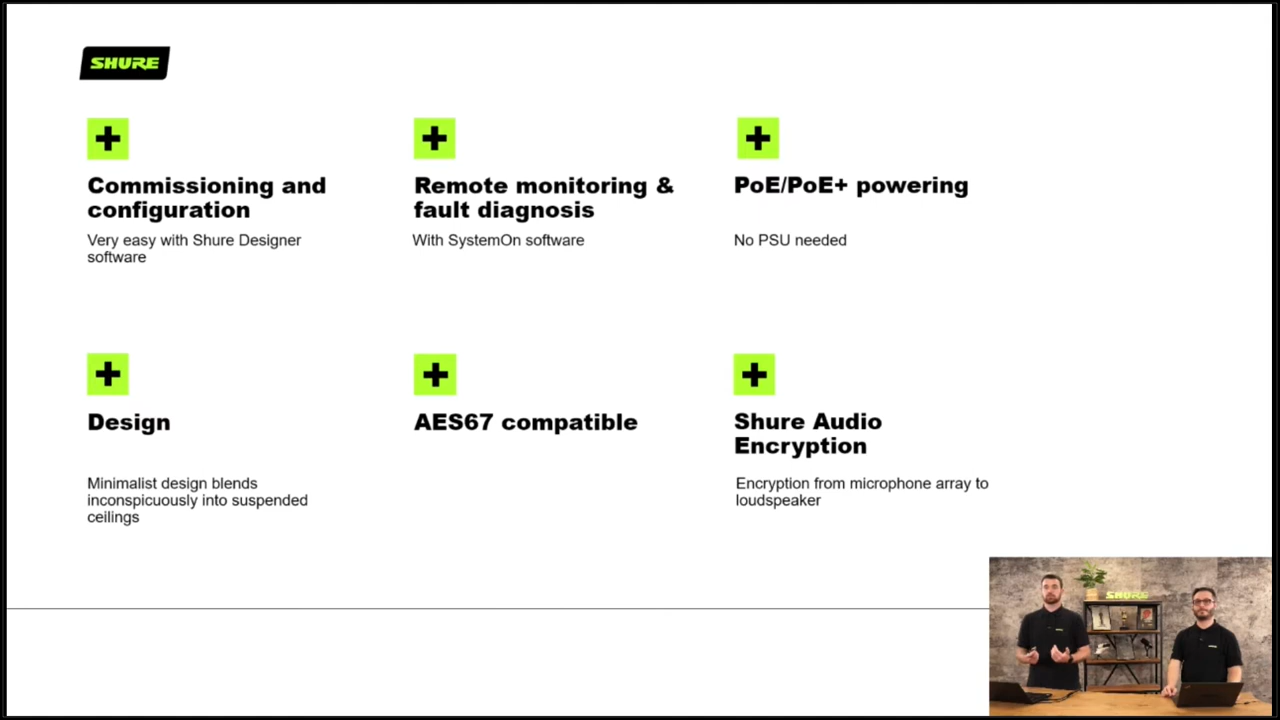 SHURE
Commissioning and
configuration
Very easy with Shure Designer
software
Remote monitoring &
fault diagnosis
With SystemOn software
PoE/PoE+ powering
No PSU needed
Design
Minimalist design blends
inconspicuously into suspended
ceilings
AES67 compatible
Shure Audio
Encryption
Encryption from microphone array to
loudspeaker
SHURE